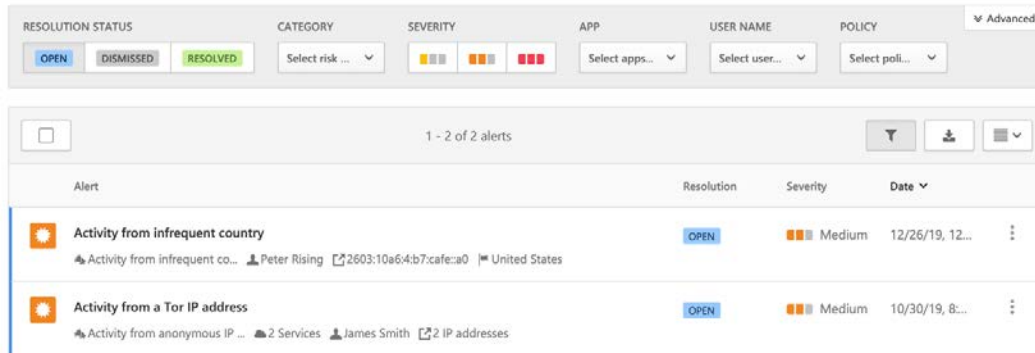 Advanced
RESOLUTION STATUS CATEGORY SEVERITY APP USER NAME POLICY
OPEN DISMISSED RESOLVED Select risk ... Select apps... Select user... Select poli...
1 - 2 of 2 alerts
Alert Resolution Severity Date
Activity from infrequent country OPEN Medium 12/26/19, 12...
Activity from infrequent co... Peter Rising 2603:10a6:4:b7:cafe::a0 United States
Activity from a Tor IP address OPEN Medium 10/30/19, 8:...
Activity from anonymous IP ... 2 Services James Smith 2 IP addresses